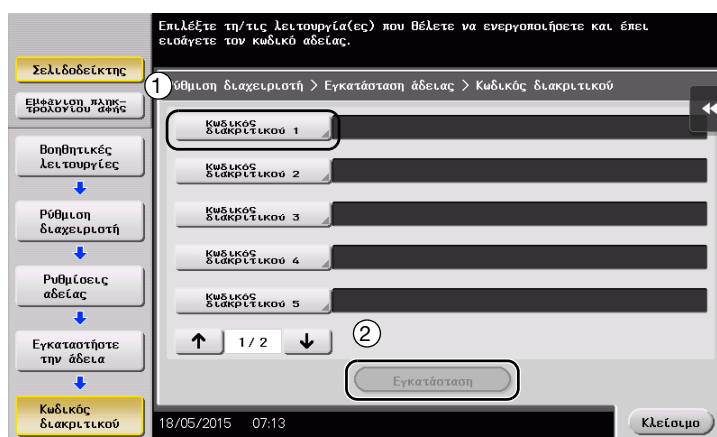 Επιλέξτε τη/τις λειτουργία(ες) που θέλετε να ενεργοποιήσετε και έπει
εισάγετε τον κωδικό αδείας.
Σελιδοδείκτης
Εμφάνιση πληκ-
τρολογίου αφής
Βοηθητικές
λειτουργίες
Ρύθμιση
διαχειριστή
Ρυθμίσεις
αδείας
Εγκαταστήστε
την άδεια
Κωδικός
διακριτικού
1
ύθμιση διαχειριστή > Εγκατάσταση άδειας > Κωδικός διακριτικού
Κωδικός
διακριτικού 1
Κωδικός
διακριτικού 2
Κωδικός
διακριτικού 3
Κωδικός
διακριτικού 4
Κωδικός
διακριτικού 5
↑ 1/ 2 ↓
2
Εγκατάσταση
18/05/2015 07:13
Κλείσιμο